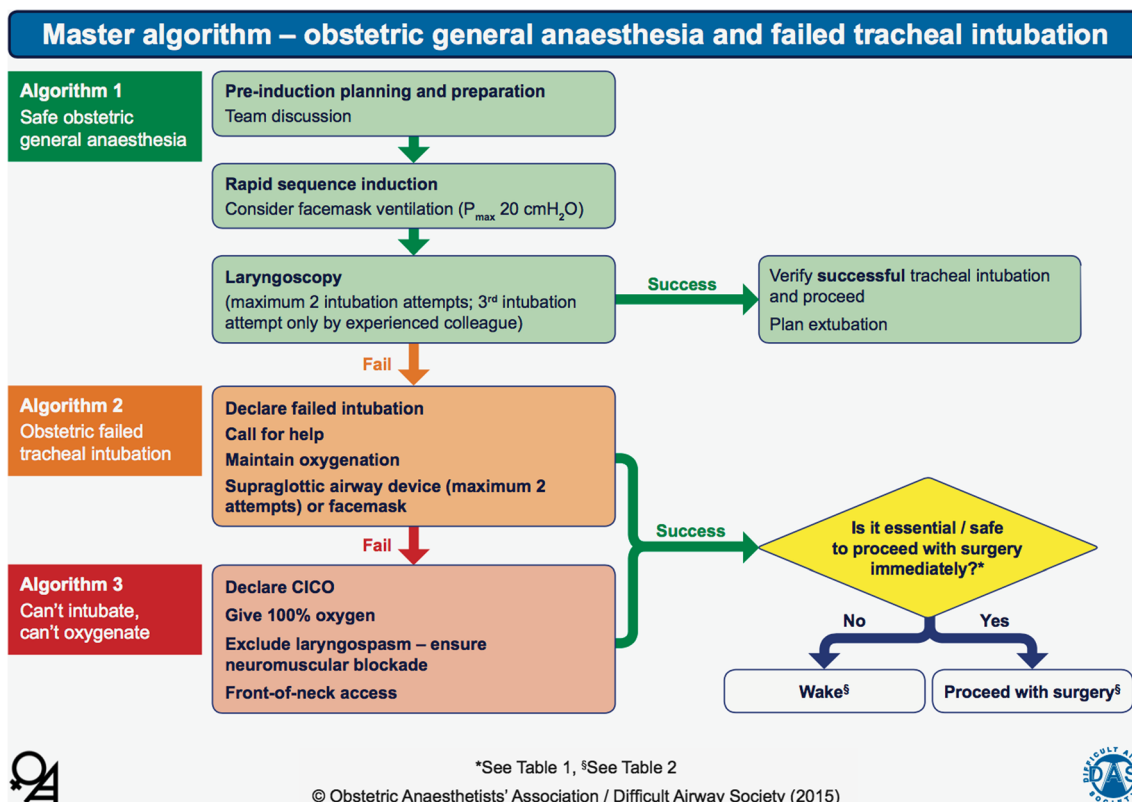 Master algorithm – obstetric general anaesthesia and failed tracheal intubation
Algorithm 1
Safe obstetric
general anaesthesia
Pre-induction planning and preparation
Team discussion
Rapid sequence induction
Consider facemask ventilation (Pmax 20 cmH2O)
Laryngoscopy
(maximum 2 intubation attempts; 3rd intubation
attempt only by experienced colleague)
Success
Verify successful tracheal intubation
and proceed
Plan extubation
Fail
Algorithm 2
Obstetric failed
tracheal intubation
Declare failed intubation
Call for help
Maintain oxygenation
Supraglottic airway device (maximum 2
attempts) or facemask
Success
Is it essential / safe
to proceed with surgery
immediately?*
Fail
Algorithm 3
Can't intubate,
can't oxygenate
Declare CICO
Give 100% oxygen
Exclude laryngospasm – ensure
neuromuscular blockade
Front-of-neck access
No
Yes
Wake§
Proceed with surgery§
*See Table 1, §See Table 2
© Obstetric Anaesthetists' Association / Difficult Airway Society (2015)
DIFFICULT
DAS